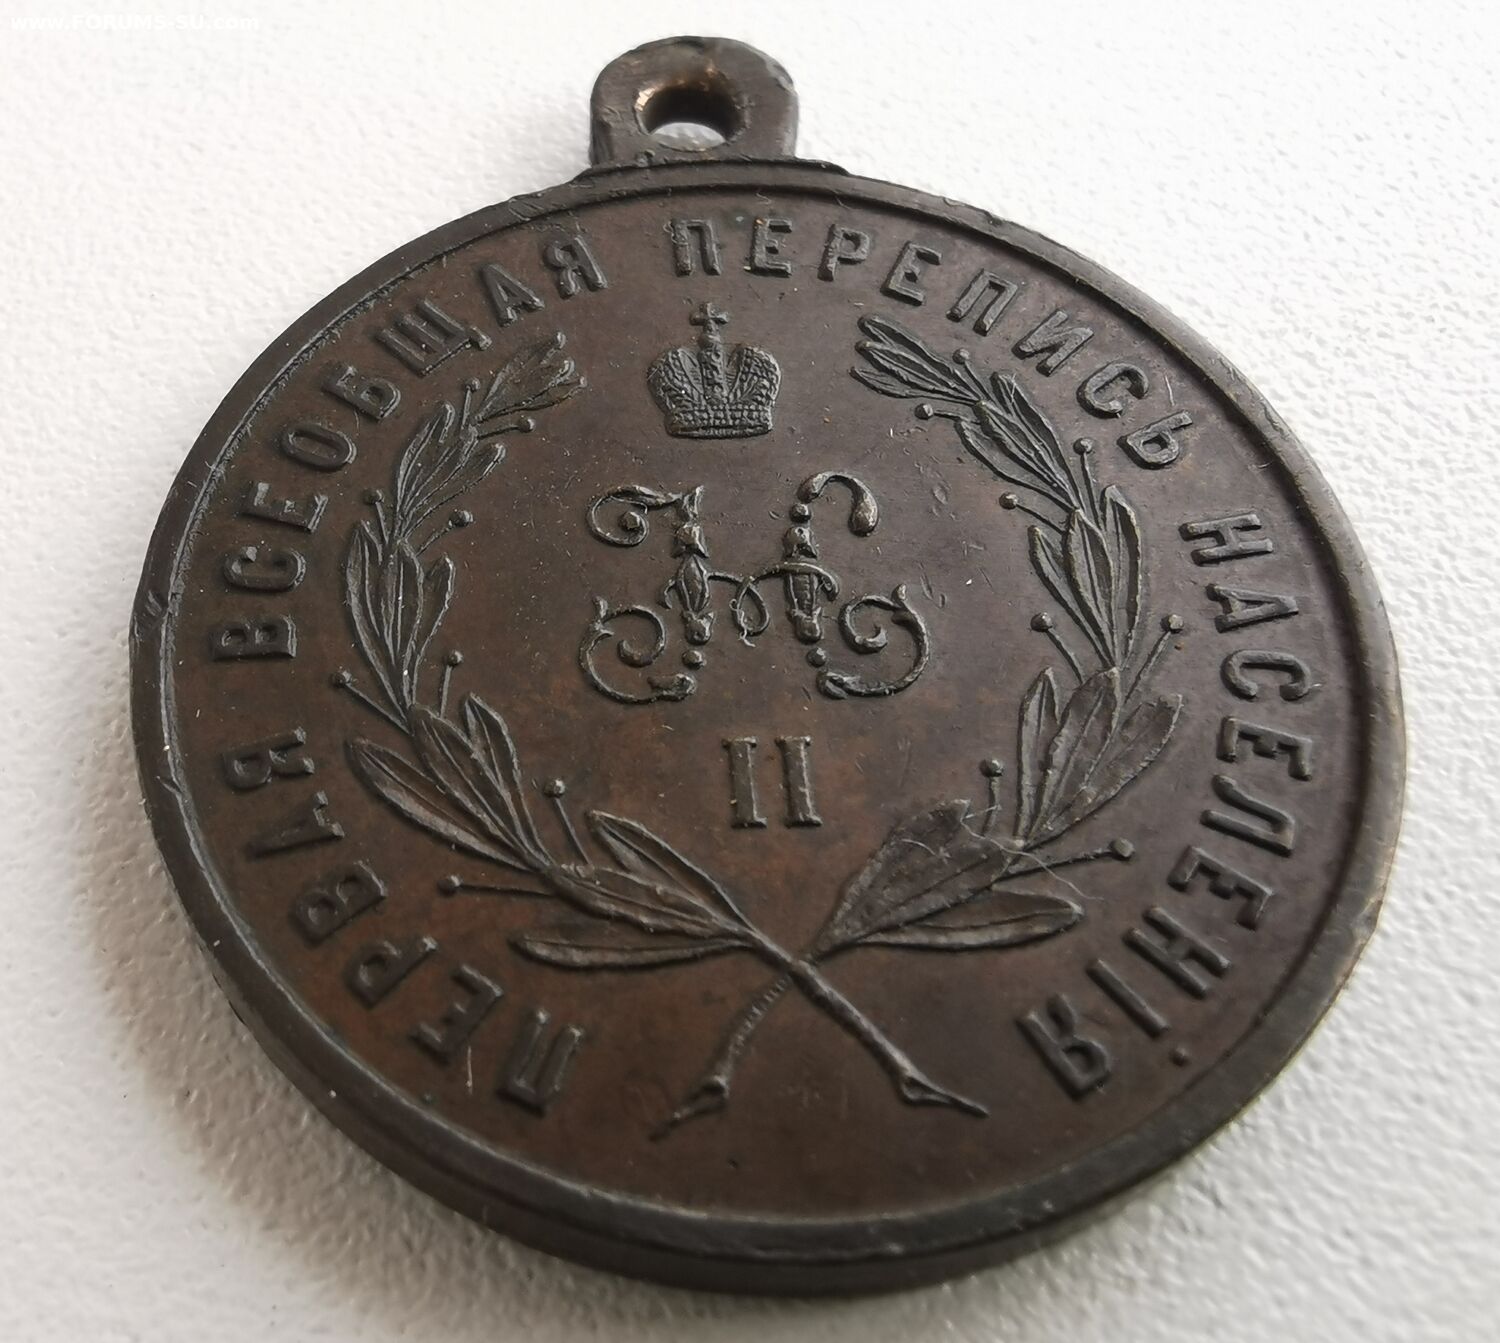 www.FORUMS-SU.com
ПЕРВАЯ ВСЕОБЩАЯ ПЕРЕПИСЬ НАСЕЛЕНІЯ
Н
II